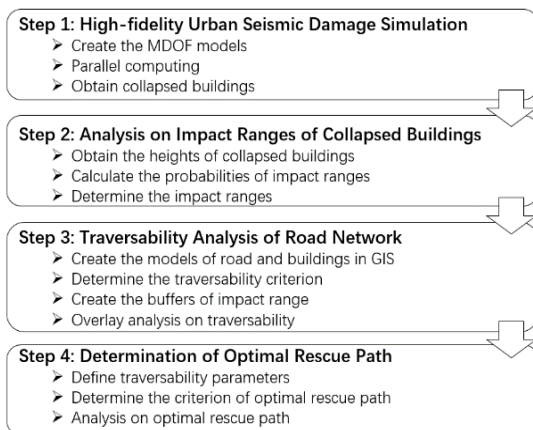 Step 1: High-fidelity Urban Seismic Damage Simulation
➢ Create the MDOF models
➢ Parallel computing
➢ Obtain collapsed buildings
Step 2: Analysis on Impact Ranges of Collapsed Buildings
➢ Obtain the heights of collapsed buildings
➢ Calculate the probabilities of impact ranges
➢ Determine the impact ranges
Step 3: Traversability Analysis of Road Network
➢ Create the models of road and buildings in GIS
➢ Determine the traversability criterion
➢ Create the buffers of impact range
➢ Overlay analysis on traversability
Step 4: Determination of Optimal Rescue Path
➢ Define traversability parameters
➢ Determine the criterion of optimal rescue path
➢ Analysis on optimal rescue path